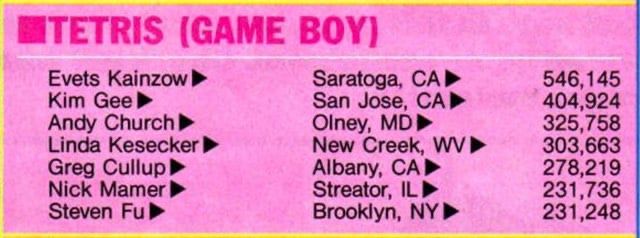 ■TETRIS (GAME BOY)
Evets Kainzow▶ Saratoga, CA▶ 546,145
Kim Gee▶ San Jose, CA▶ 404,924
Andy Church▶ Olney, MD▶ 325,758
Linda Kesecker▶ New Creek, WV▶ 303,663
Greg Cullup▶ Albany, CA▶ 278,219
Nick Mamer▶ Streator, IL▶ 231,736
Steven Fu▶ Brooklyn, NY▶ 231,248